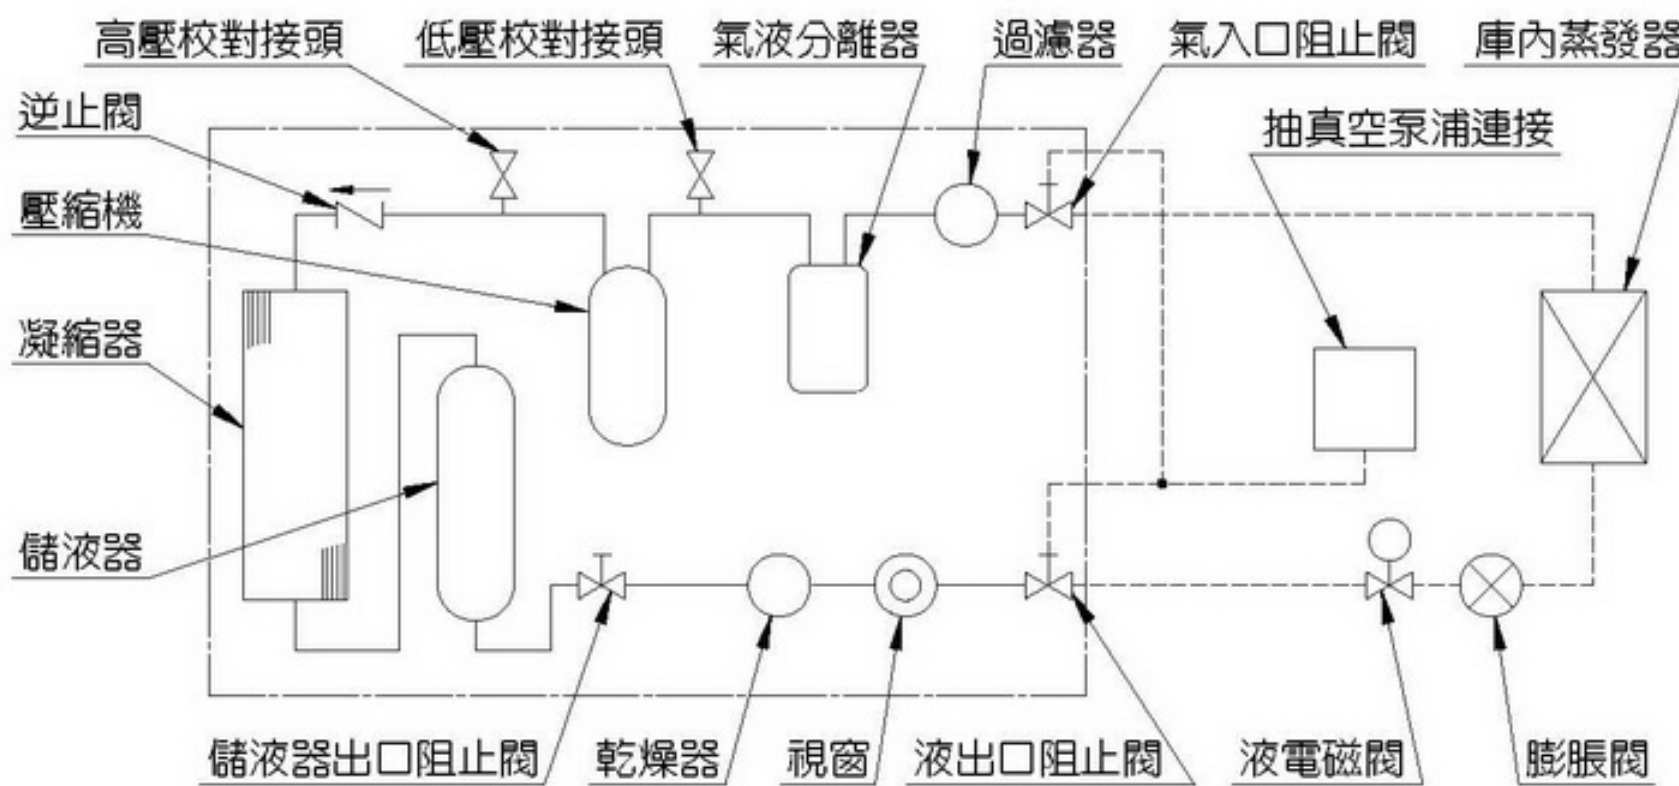 高壓校對接頭
低壓校對接頭
氣液分離器
過濾器
氣入口阻止閥
庫內蒸發器
逆止閥
抽真空泵浦連接
壓縮機
凝縮器
儲液器
儲液器出口阻止閥
乾燥器
視窗
液出口阻止閥
液電磁閥
膨脹閥